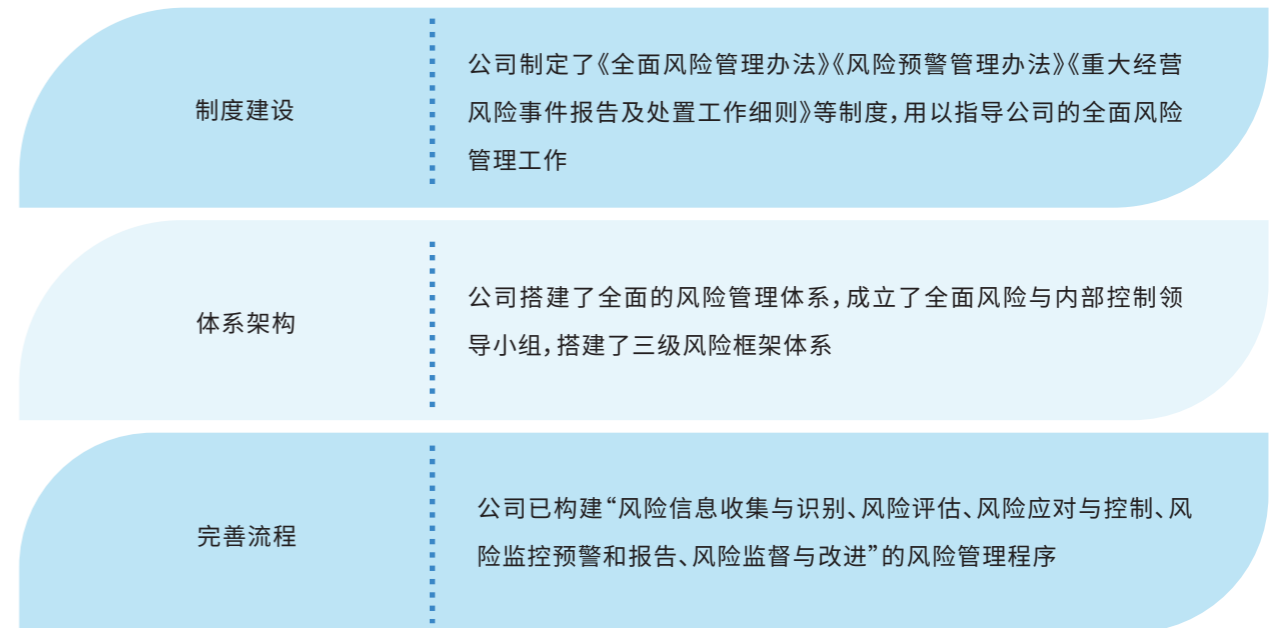 制度建设
公司制定了《全面风险管理办法》《风险预警管理办法》《重大经营
风险事件报告及处置工作细则》等制度，用以指导公司的全面风险
管理工作
体系架构
公司搭建了全面的风险管理体系，成立了全面风险与内部控制领
导小组，搭建了三级风险框架体系
完善流程
公司已构建“风险信息收集与识别、风险评估、风险应对与控制、风
险监控预警和报告、风险监督与改进”的风险管理程序